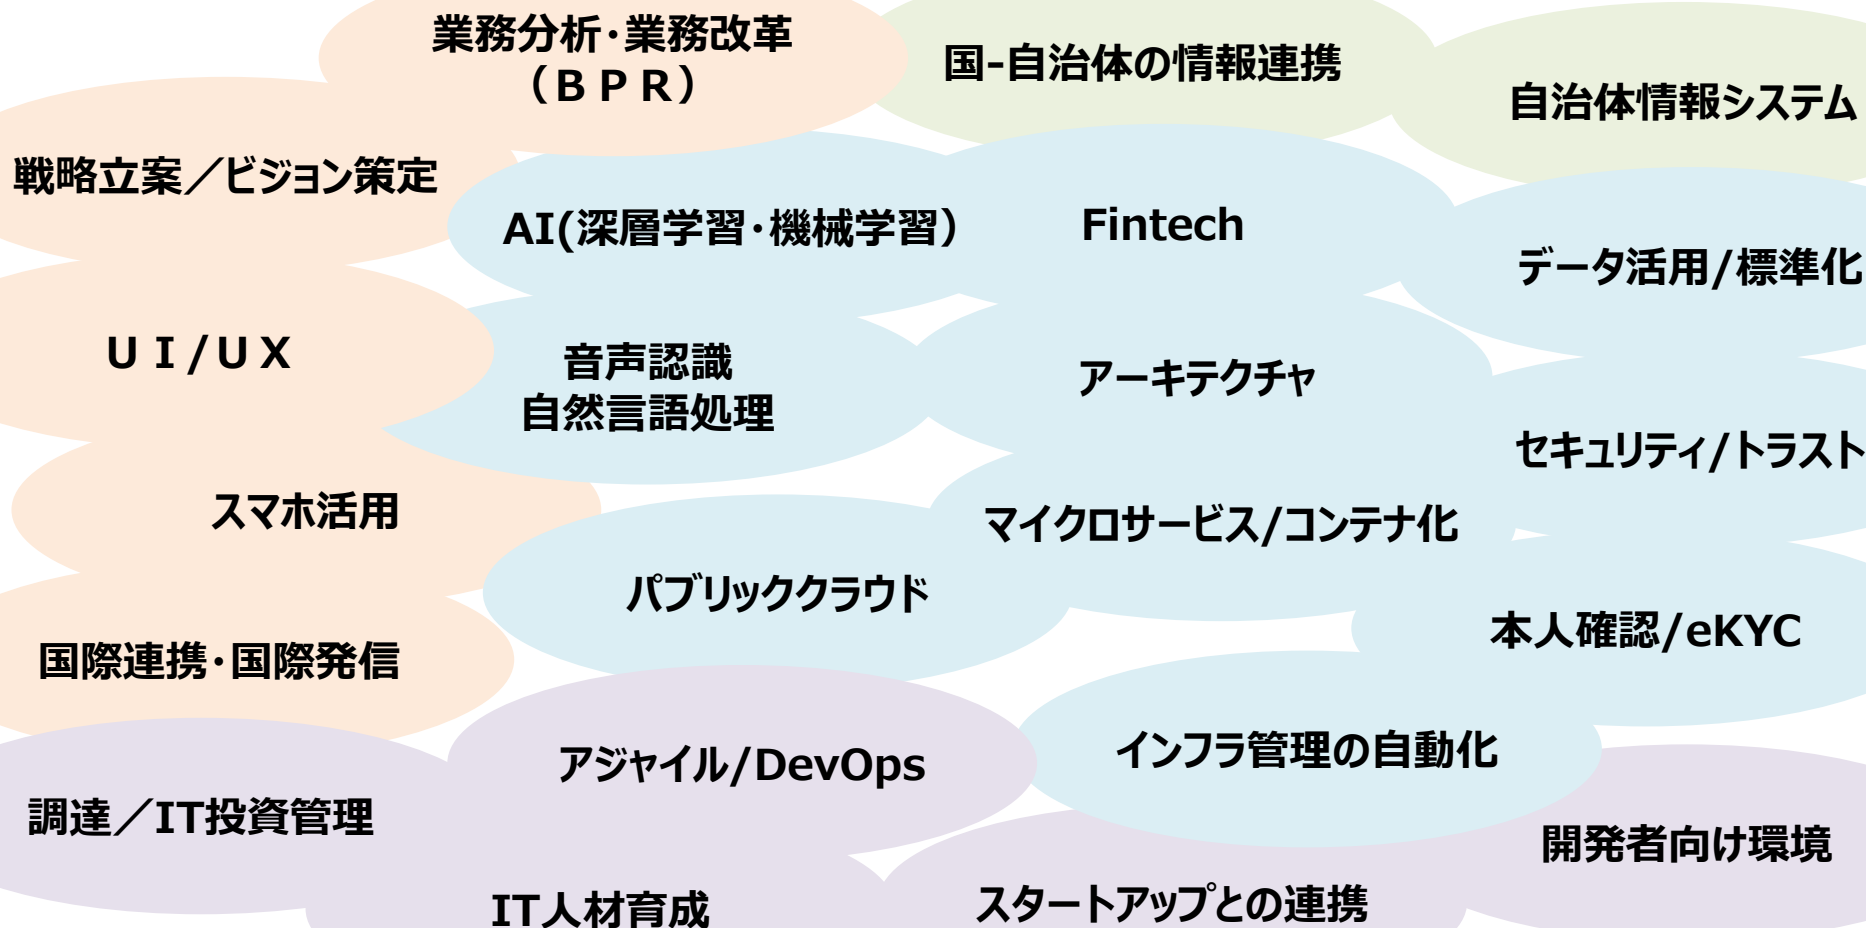 業務分析・業務改革
（ＢＰＲ）
国-自治体の情報連携
自治体情報システム
戦略立案／ビジョン策定
AI(深層学習・機械学習）
Fintech
データ活用/標準化
ＵＩ/ＵＸ
音声認識
自然言語処理
アーキテクチャ
セキュリティ/トラスト
スマホ活用
マイクロサービス/コンテナ化
パブリッククラウド
本人確認/eKYC
国際連携・国際発信
アジャイル/DevOps
インフラ管理の自動化
調達／IT投資管理
開発者向け環境
IT人材育成
スタートアップとの連携